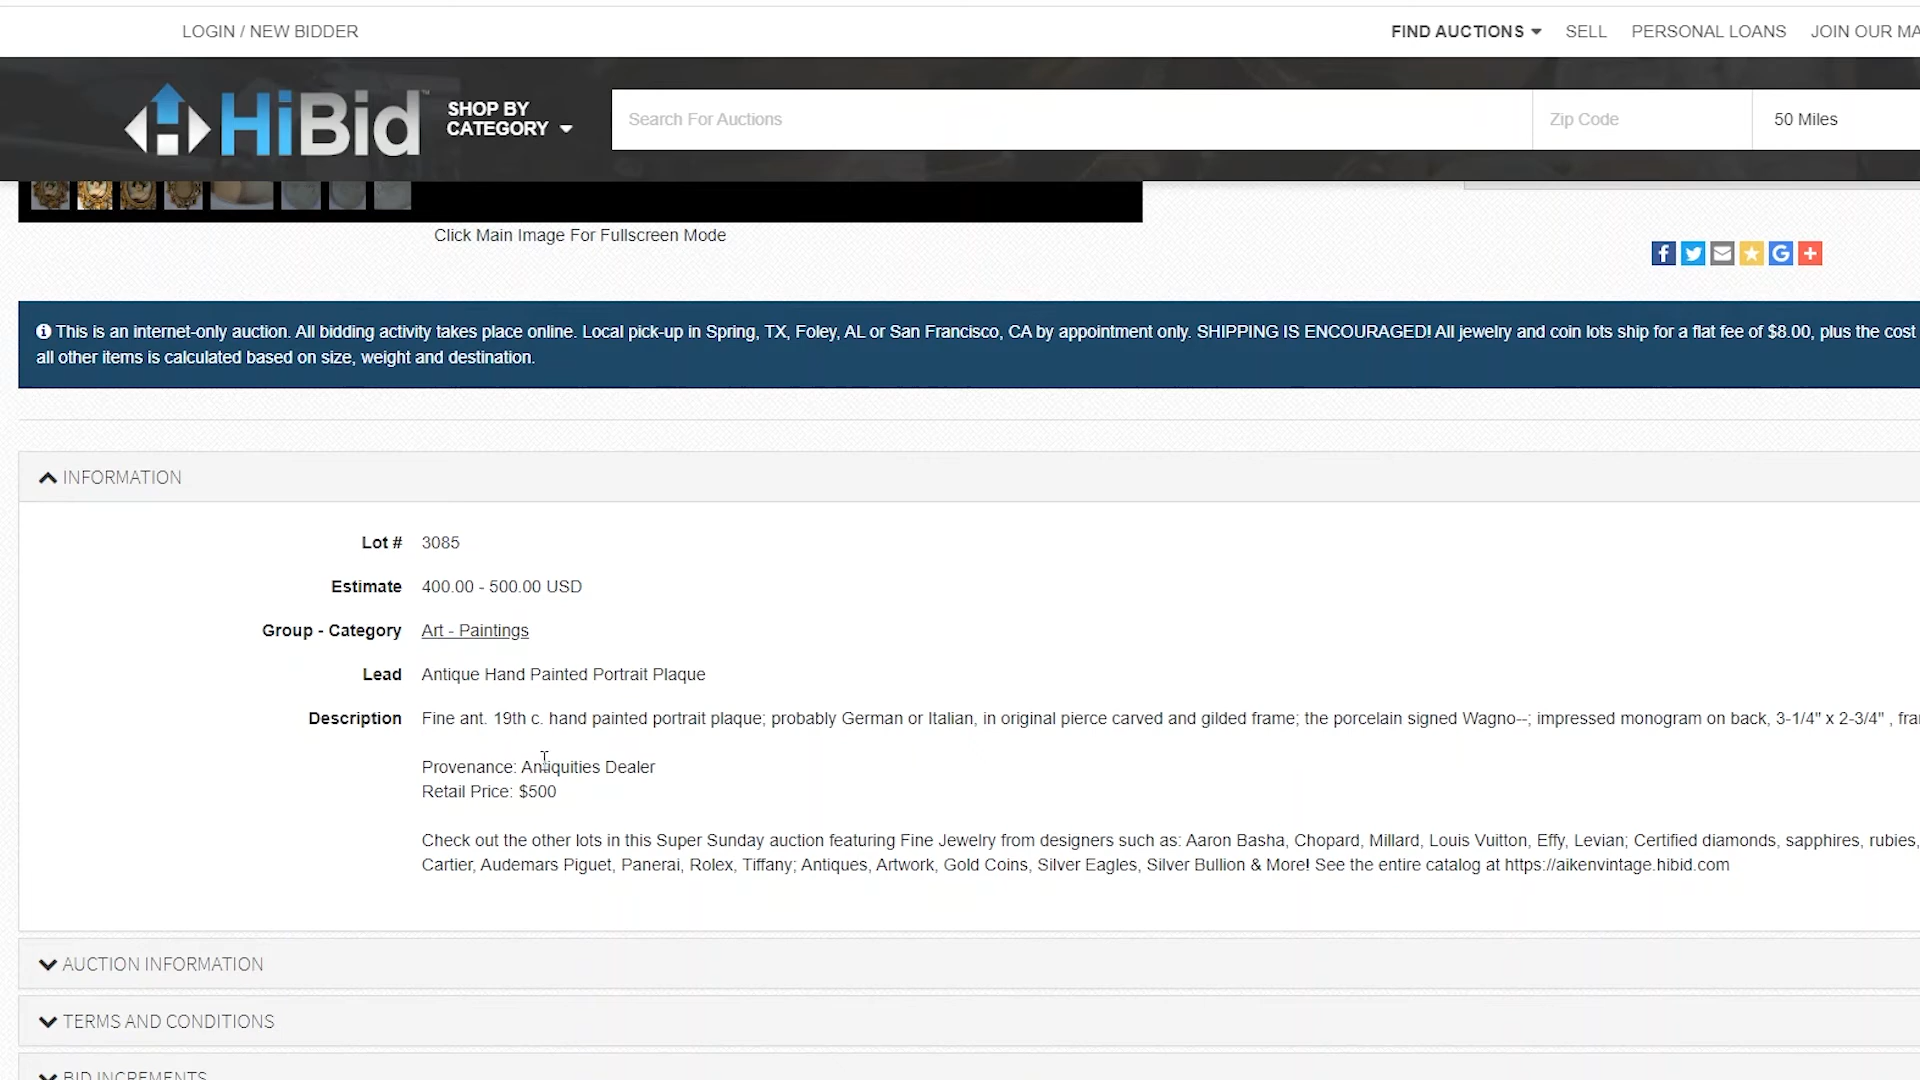 LOGIN / NEW BIDDER
FIND AUCTIONS SELL PERSONAL LOANS JOIN OUR MA
HiBid™
SHOP BY
CATEGORY
Search For Auctions
Zip Code
50 Miles
Click Main Image For Fullscreen Mode
This is an internet-only auction. All bidding activity takes place online. Local pick-up in Spring, TX, Foley, AL or San Francisco, CA by appointment only. SHIPPING IS ENCOURAGED! All jewelry and coin lots ship for a flat fee of $8.00, plus the cost
all other items is calculated based on size, weight and destination.
INFORMATION
Lot # 3085
Estimate 400.00 - 500.00 USD
Group - Category Art - Paintings
Lead Antique Hand Painted Portrait Plaque
Description Fine ant. 19th c. hand painted portrait plaque; probably German or Italian, in original pierce carved and gilded frame; the porcelain signed Wagno--; impressed monogram on back, 3-1/4" x 2-3/4" , fra
Provenance: Antiquities Dealer
Retail Price: $500
Check out the other lots in this Super Sunday auction featuring Fine Jewelry from designers such as: Aaron Basha, Chopard, Millard, Louis Vuitton, Effy, Levian; Certified diamonds, sapphires, rubies,
Cartier, Audemars Piguet, Panerai, Rolex, Tiffany; Antiques, Artwork, Gold Coins, Silver Eagles, Silver Bullion & More! See the entire catalog at https://aikenvintage.hibid.com
AUCTION INFORMATION
TERMS AND CONDITIONS
BID INCREMENTS